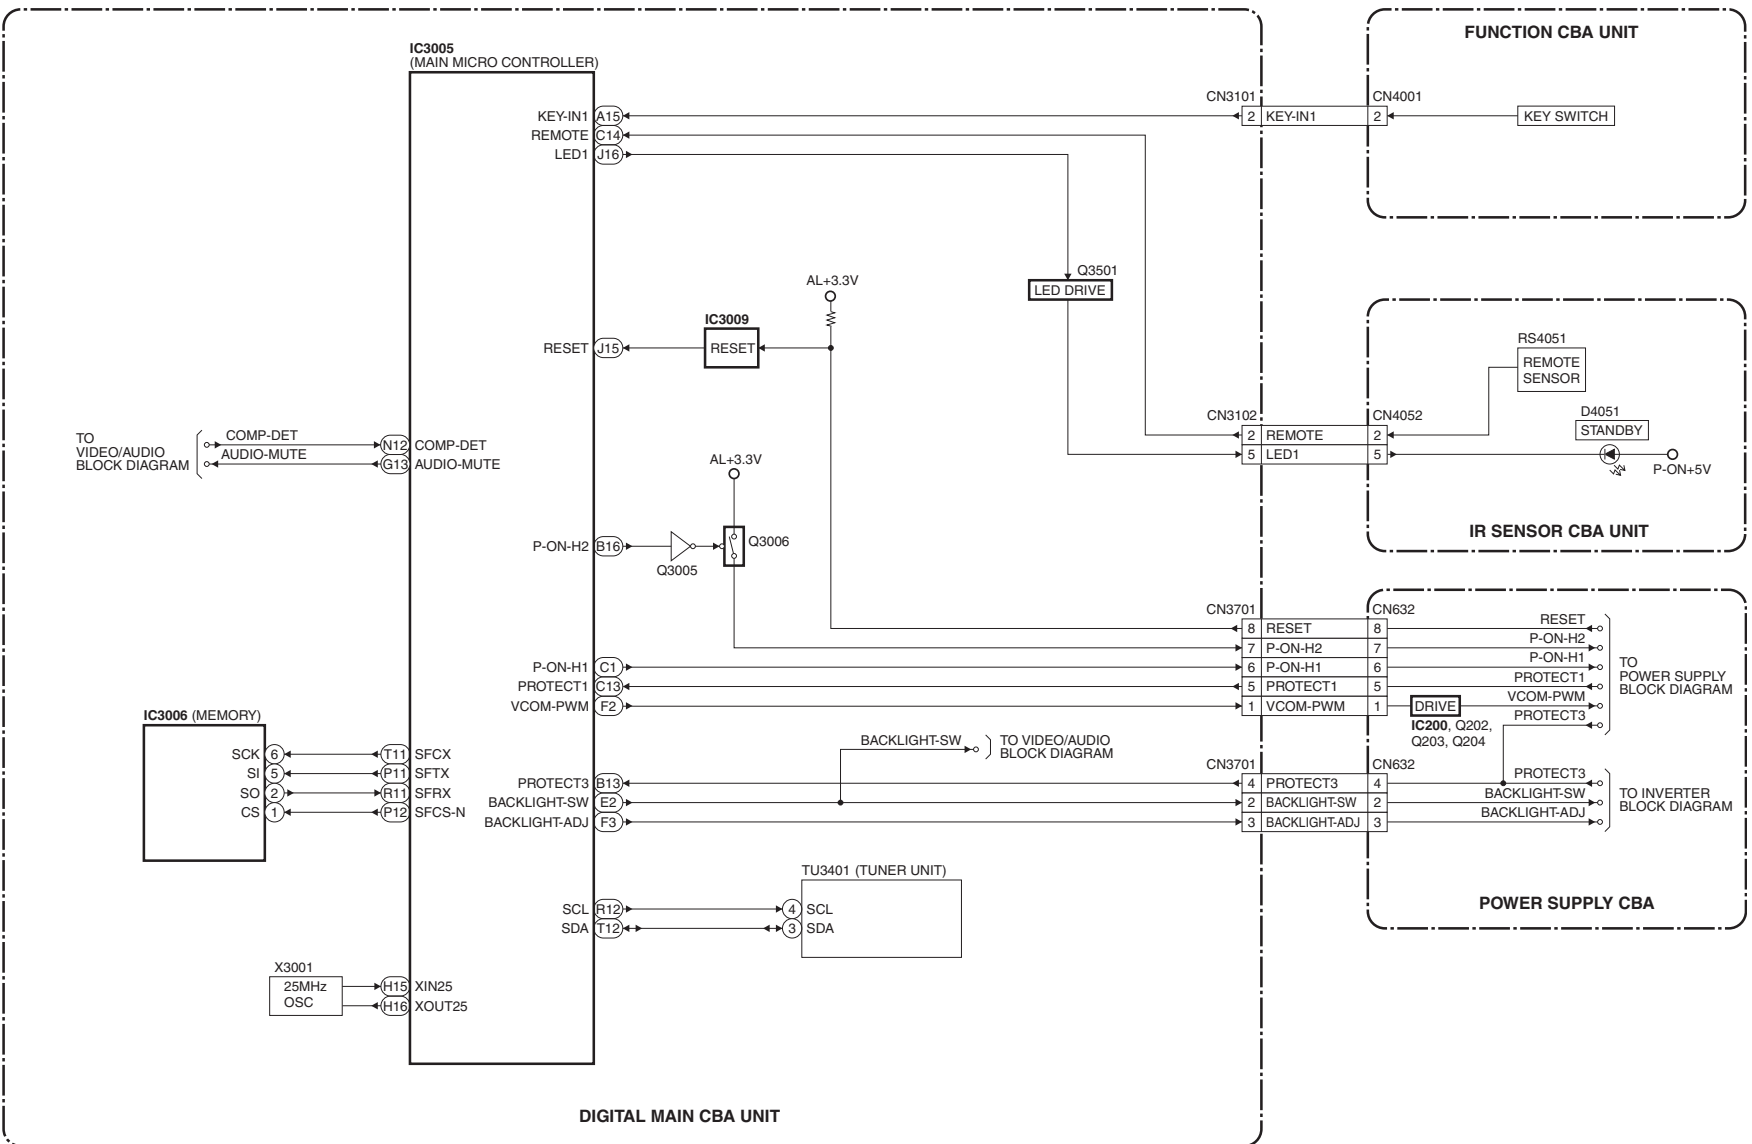 FUNCTION CBA UNIT
IC3005
(MAIN MICRO CONTROLLER)
CN3101
CN4001
KEY-IN1 A15
2 KEY-IN1 2
KEY SWITCH
REMOTE C14
LED1 J16
Q3501
LED DRIVE
AL+3.3V
IC3009
RESET J15
RESET
RS4051
REMOTE
SENSOR
CN3102
CN4052
D4051
STANDBY
2 REMOTE 2
5 LED1 5
P-ON+5V
IR SENSOR CBA UNIT
TO
VIDEO/AUDIO
BLOCK DIAGRAM
COMP-DET
AUDIO-MUTE
N12 COMP-DET
G13 AUDIO-MUTE
AL+3.3V
P-ON-H2 B16
Q3005
Q3006
CN3701
CN632
8 RESET 8
RESET
7 P-ON-H2 7
P-ON-H2
P-ON-H1 C1
6 P-ON-H1 6
P-ON-H1
PROTECT1 C13
5 PROTECT1 5
PROTECT1
VCOM-PWM F2
1 VCOM-PWM 1
DRIVE
VCOM-PWM
IC200, Q202,
Q203, Q204
PROTECT3
TO
POWER SUPPLY
BLOCK DIAGRAM
IC3006 (MEMORY)
SCK 6
T11 SFCX
SI 5
P11 SFTX
SO 2
R11 SFRX
CS 1
P12 SFCS-N
BACKLIGHT-SW
TO VIDEO/AUDIO
BLOCK DIAGRAM
CN3701
CN632
PROTECT3 B13
4 PROTECT3 4
PROTECT3
BACKLIGHT-SW E2
2 BACKLIGHT-SW 2
BACKLIGHT-SW
BACKLIGHT-ADJ F3
3 BACKLIGHT-ADJ 3
BACKLIGHT-ADJ
TO INVERTER
BLOCK DIAGRAM
TU3401 (TUNER UNIT)
SCL R12
4 SCL
SDA T12
3 SDA
POWER SUPPLY CBA
X3001
25MHz
OSC
H15 XIN25
H16 XOUT25
DIGITAL MAIN CBA UNIT